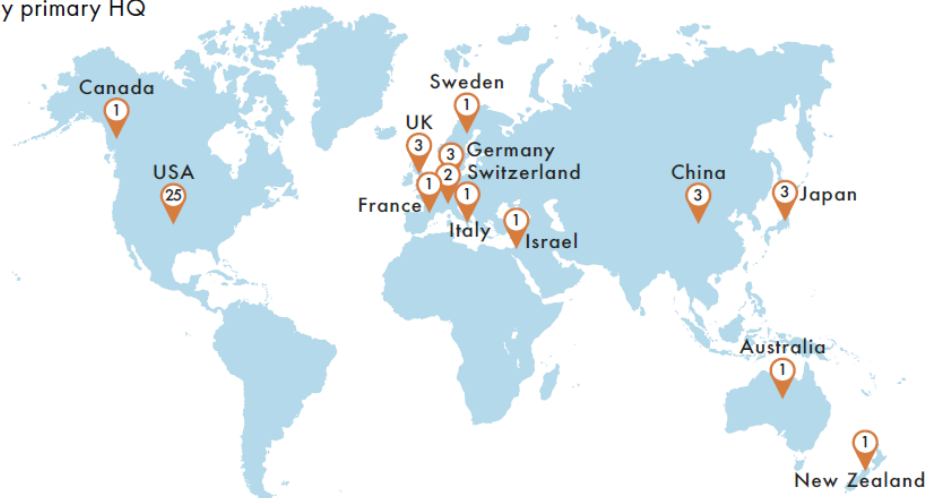 y primary HQ
Canada
1
Sweden
1
UK
3
3 Germany
2 Switzerland
USA
25
China
3
3 Japan
France 1
1
Italy
1
Israel
Australia
1
1
New Zealand